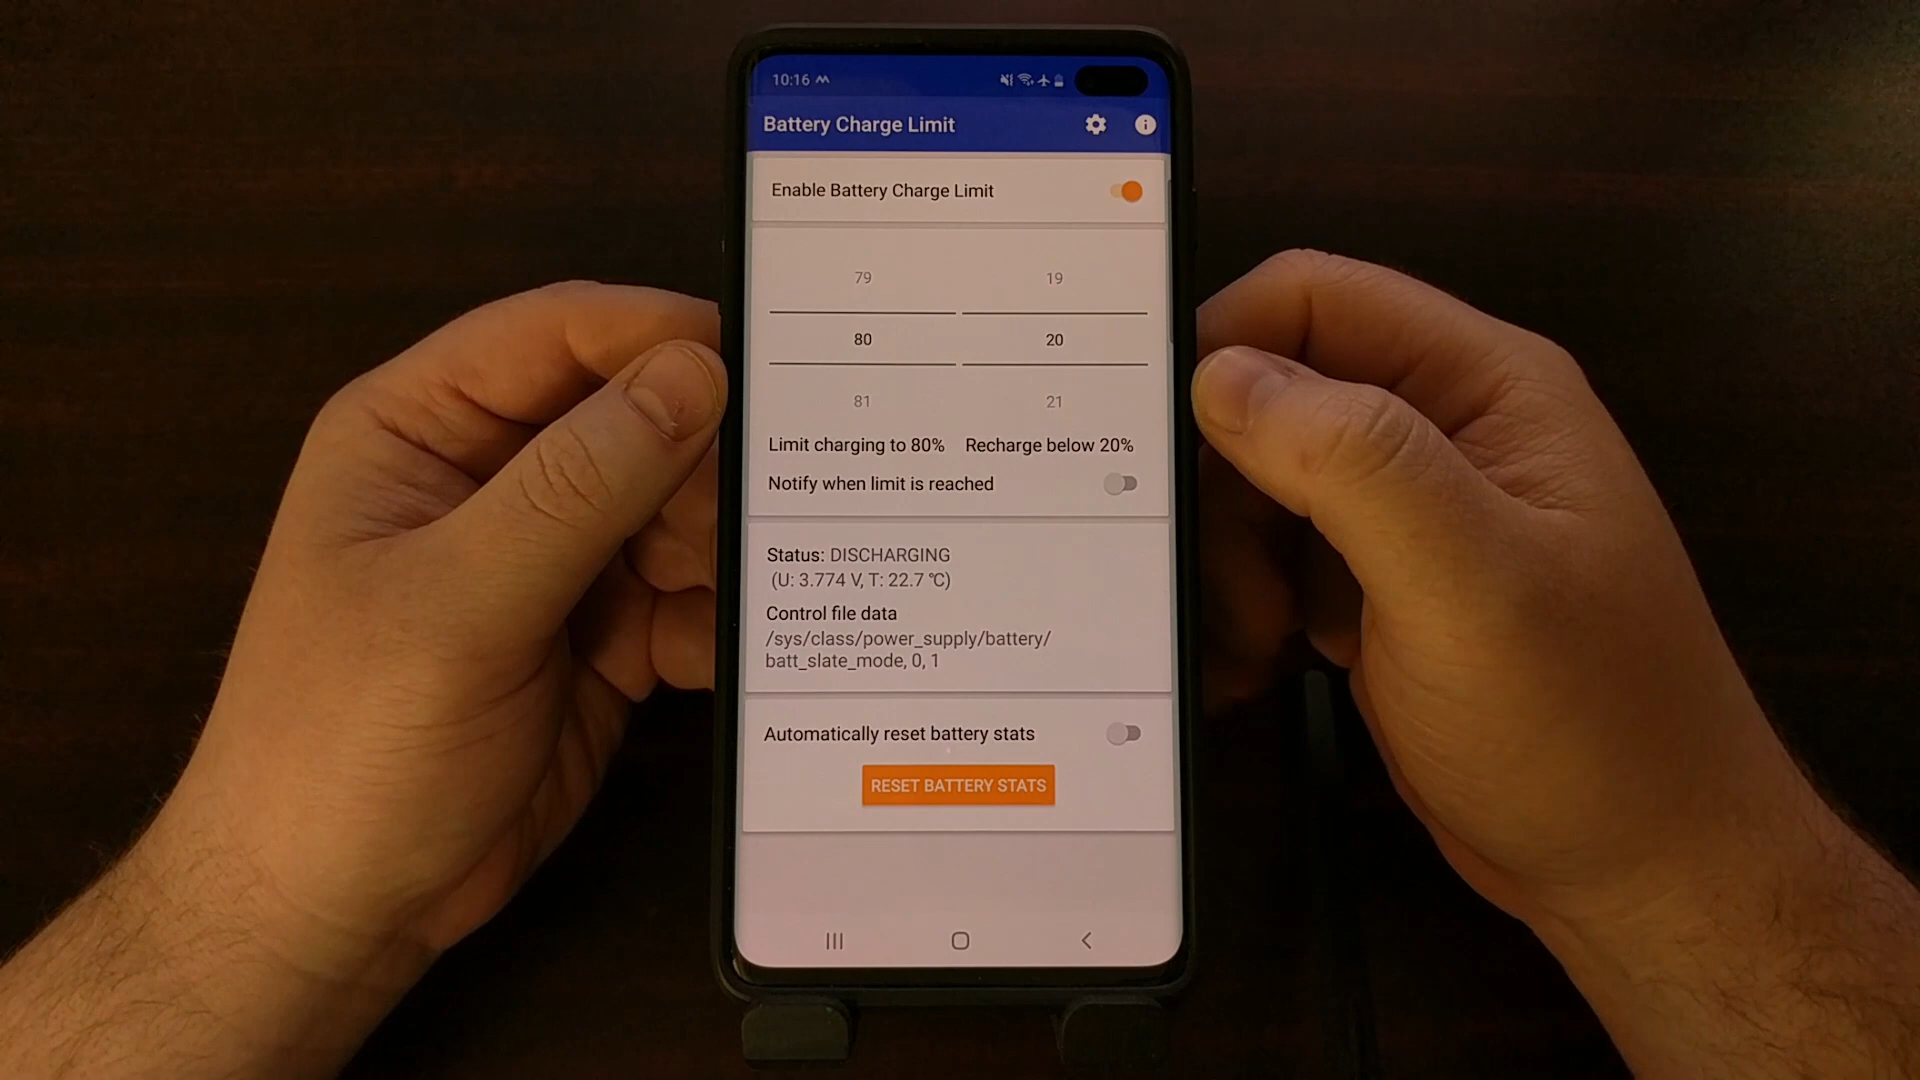 10:16
Battery Charge Limit
Enable Battery Charge Limit
79 19
80 20
81 21
Limit charging to 80% Recharge below 20%
Notify when limit is reached
Status: DISCHARGING
(U: 3.774 V, T: 22.7 °C)
Control file data
/sys/class/power_supply/battery/
batt_slate_mode, 0, 1
Automatically reset battery stats
RESET BATTERY STATS